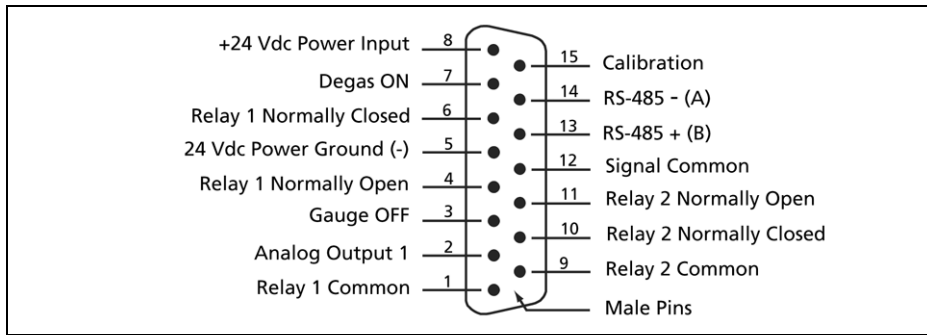 +24 Vdc Power Input 8
Degas ON 7
Relay 1 Normally Closed 6
24 Vdc Power Ground (-) 5
Relay 1 Normally Open 4
Gauge OFF 3
Analog Output 1 2
Relay 1 Common 1
15 Calibration
14 RS-485 - (A)
13 RS-485 + (B)
12 Signal Common
11 Relay 2 Normally Open
10 Relay 2 Normally Closed
9 Relay 2 Common
Male Pins